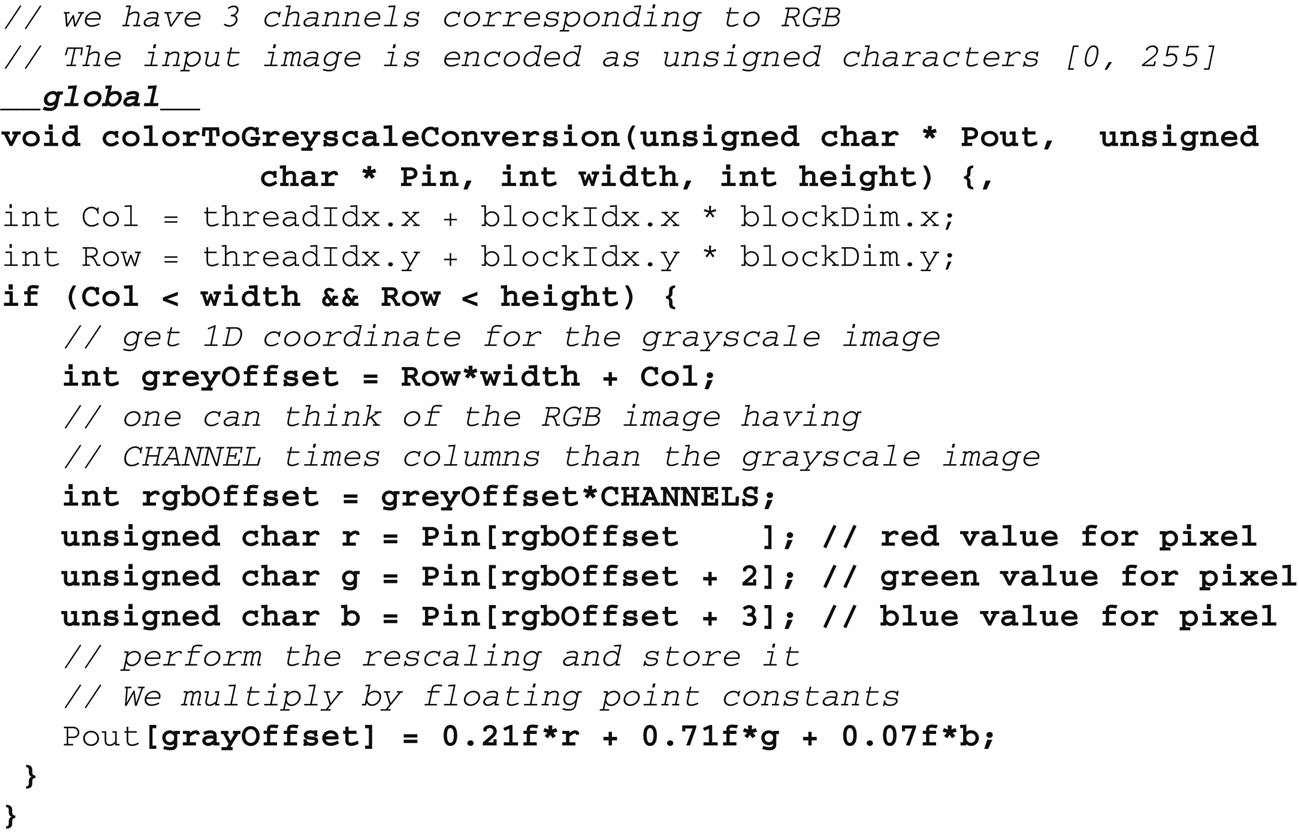 // we have 3 channels corresponding to RGB
// The input image is encoded as unsigned characters [0, 255]
__global__
void colorToGreyscaleConversion(unsigned char * Pout,  unsigned
             char * Pin, int width, int height) {,
int Col = threadIdx.x + blockIdx.x * blockDim.x;
int Row = threadIdx.y + blockIdx.y * blockDim.y;
if (Col < width && Row < height) {
   // get 1D coordinate for the grayscale image
   int greyOffset = Row*width + Col;
   // one can think of the RGB image having
   // CHANNEL times columns than the grayscale image
   int rgbOffset = greyOffset*CHANNELS;
   unsigned char r = Pin[rgbOffset    ]; // red value for pixel
   unsigned char g = Pin[rgbOffset + 2]; // green value for pixel
   unsigned char b = Pin[rgbOffset + 3]; // blue value for pixel
   // perform the rescaling and store it
   // We multiply by floating point constants
   Pout[grayOffset] = 0.21f*r + 0.71f*g + 0.07f*b;
 }
}